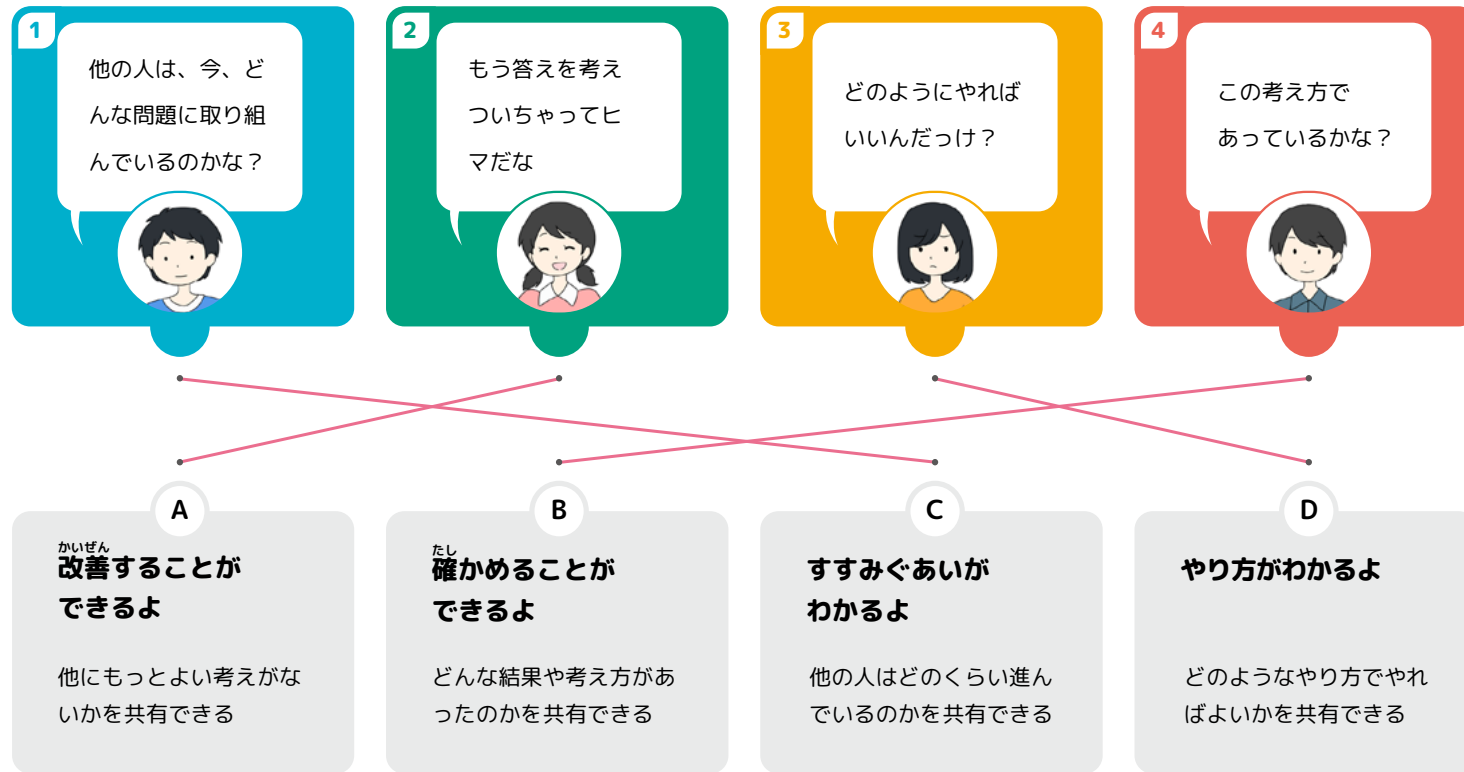 1
他の人は、今、ど
んな問題に取り組
んでいるのかな？
2
もう答えを考え
ついちゃってヒ
マだな
3
どのようにやれば
いいんだっけ？
4
この考え方で
あっているかな？
A
かいぜん
改善することが
できるよ
他にもっとよい考えがな
いかを共有できる
B
たし
確かめることが
できるよ
どんな結果や考え方があ
ったのかを共有できる
C
すすみぐあいが
わかるよ
他の人はどのくらい進ん
でいるのかを共有できる
D
やり方がわかるよ
どのようなやり方でやれ
ばよいかを共有できる